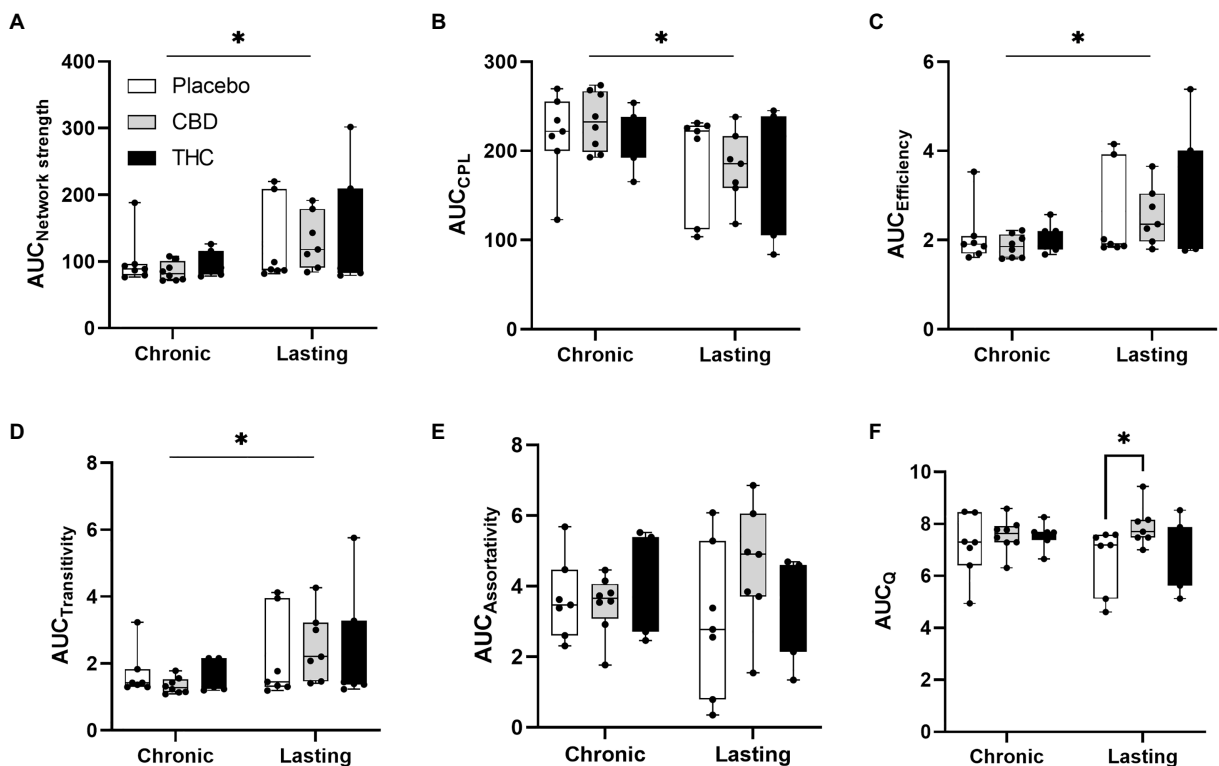 A
*
AUCNetwork strength
400
300
200
100
0
Placebo
CBD
THC
Chronic Lasting
B
*
AUCCPL
300
200
100
0
Chronic Lasting
C
*
AUCEfficiency
6
4
2
0
Chronic Lasting
D
*
AUCTransitivity
8
6
4
2
0
Chronic Lasting
E
AUCAssortativity
8
6
4
2
0
Chronic Lasting
F
*
AUCQ
10
8
6
4
2
0
Chronic Lasting